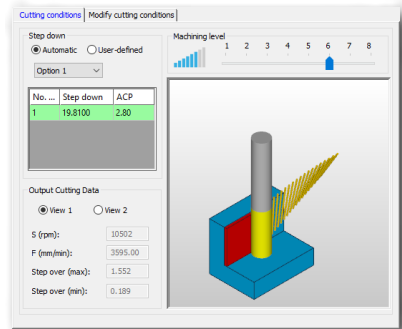 Cutting conditions Modify cutting conditions
Step down
Automatic User-defined
Option 1
No. ... Step down ACP
1 19.8100 2.80
Machining level
1 2 3 4 5 6 7 8
Output Cutting Data
View 1 View 2
S (rpm): 10502
F (mm/min): 3595.00
Step over (max): 1.552
Step over (min): 0.189